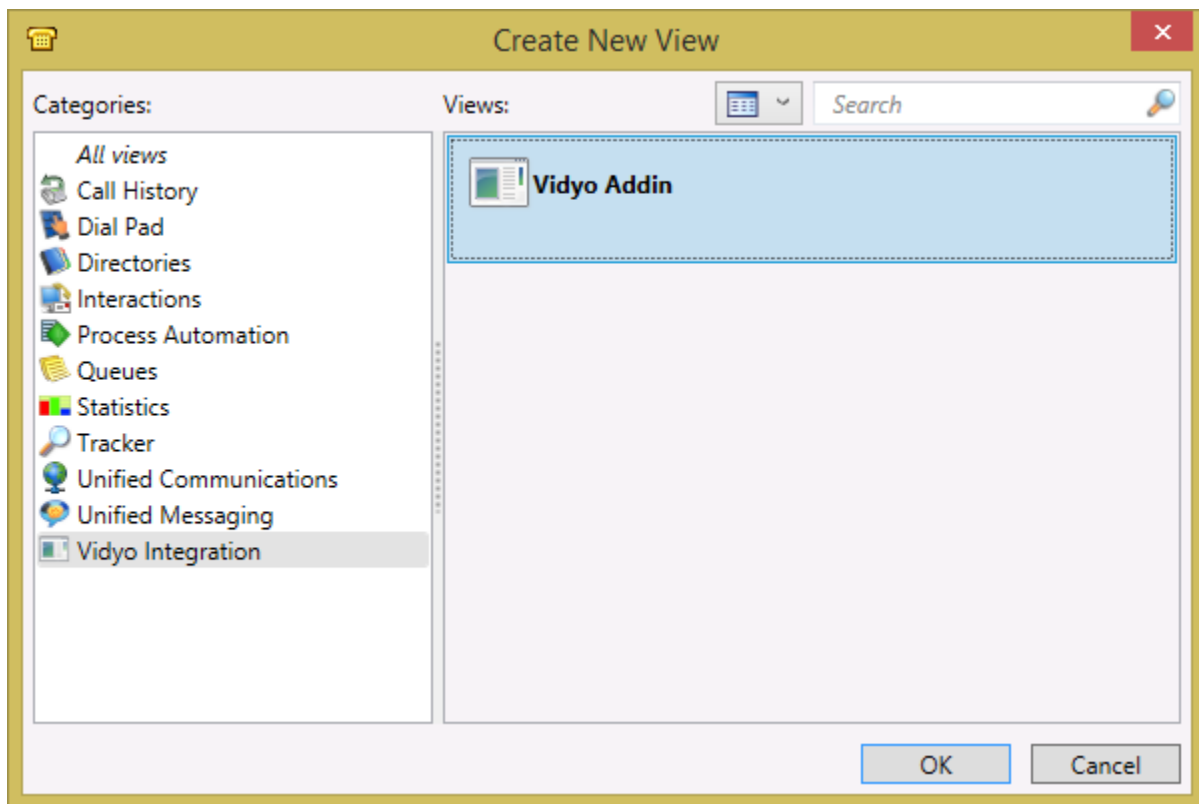 Create New View
Categories:
Views:
Search
All views
Call History
Dial Pad
Directories
Interactions
Process Automation
Queues
Statistics
Tracker
Unified Communications
Unified Messaging
Vidyo Integration
Vidyo Addin
OK
Cancel